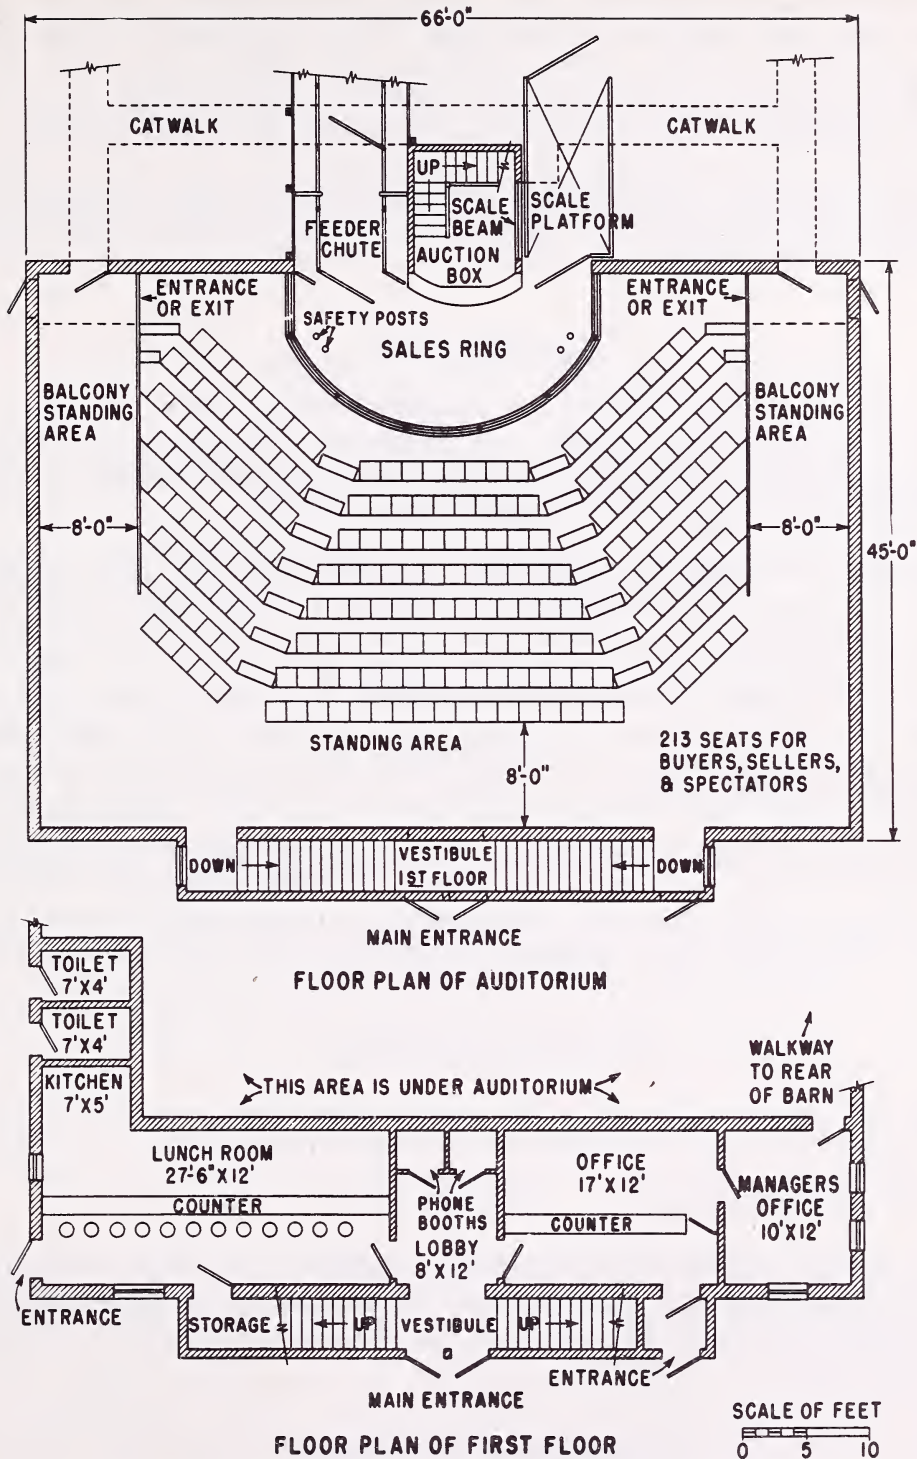 66'-0"
CATWALK
CATWALK
UP
SCALE
BEAM
SCALE
PLATFORM
FEEDER
CHUTE
AUCTION
BOX
ENTRANCE
OR EXIT
ENTRANCE
OR EXIT
SAFETY POSTS
SALES RING
BALCONY
STANDING
AREA
BALCONY
STANDING
AREA
8'-0"
8'-0"
45'-0"
STANDING AREA
8'-0"
213 SEATS FOR
BUYERS, SELLERS,
& SPECTATORS
DOWN
VESTIBULE
1ST FLOOR
DOWN
MAIN ENTRANCE
FLOOR PLAN OF AUDITORIUM
TOILET
7'X4'
TOILET
7'X4'
KITCHEN
7'X5'
THIS AREA IS UNDER AUDITORIUM
WALKWAY
TO REAR
OF BARN
LUNCH ROOM
27'-6"X12'
COUNTER
PHONE
BOOTHS
LOBBY
8'X12'
OFFICE
17'X12'
COUNTER
MANAGERS
OFFICE
10'X12'
ENTRANCE
STORAGE
UP
VESTIBULE
UP
ENTRANCE
MAIN ENTRANCE
FLOOR PLAN OF FIRST FLOOR
SCALE OF FEET
0 5 10